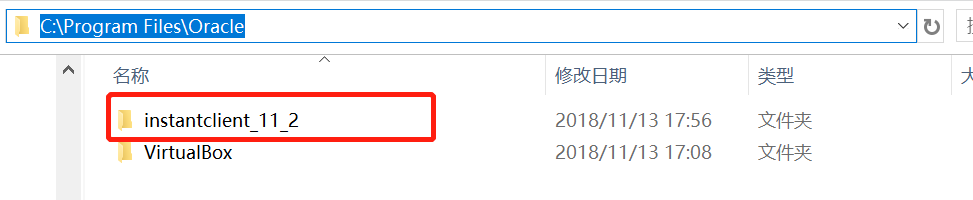 C:\Program Files\Oracle
名称 修改日期 类型
instantclient_11_2 2018/11/13 17:56 文件夹
VirtualBox 2018/11/13 17:08 文件夹